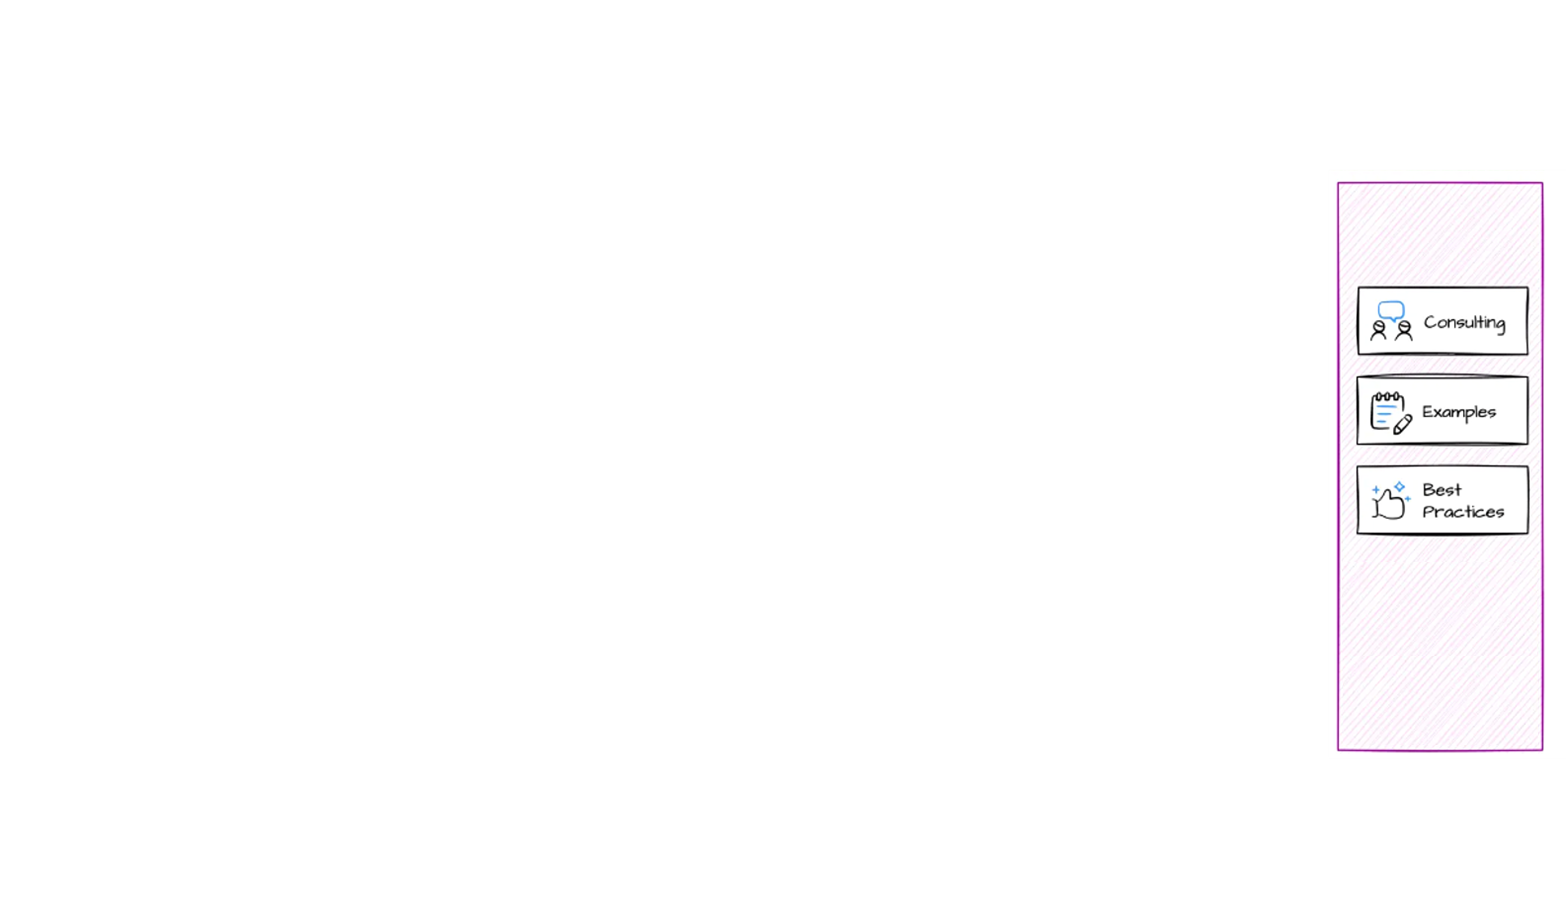 Consulting
Examples
Best
Practices